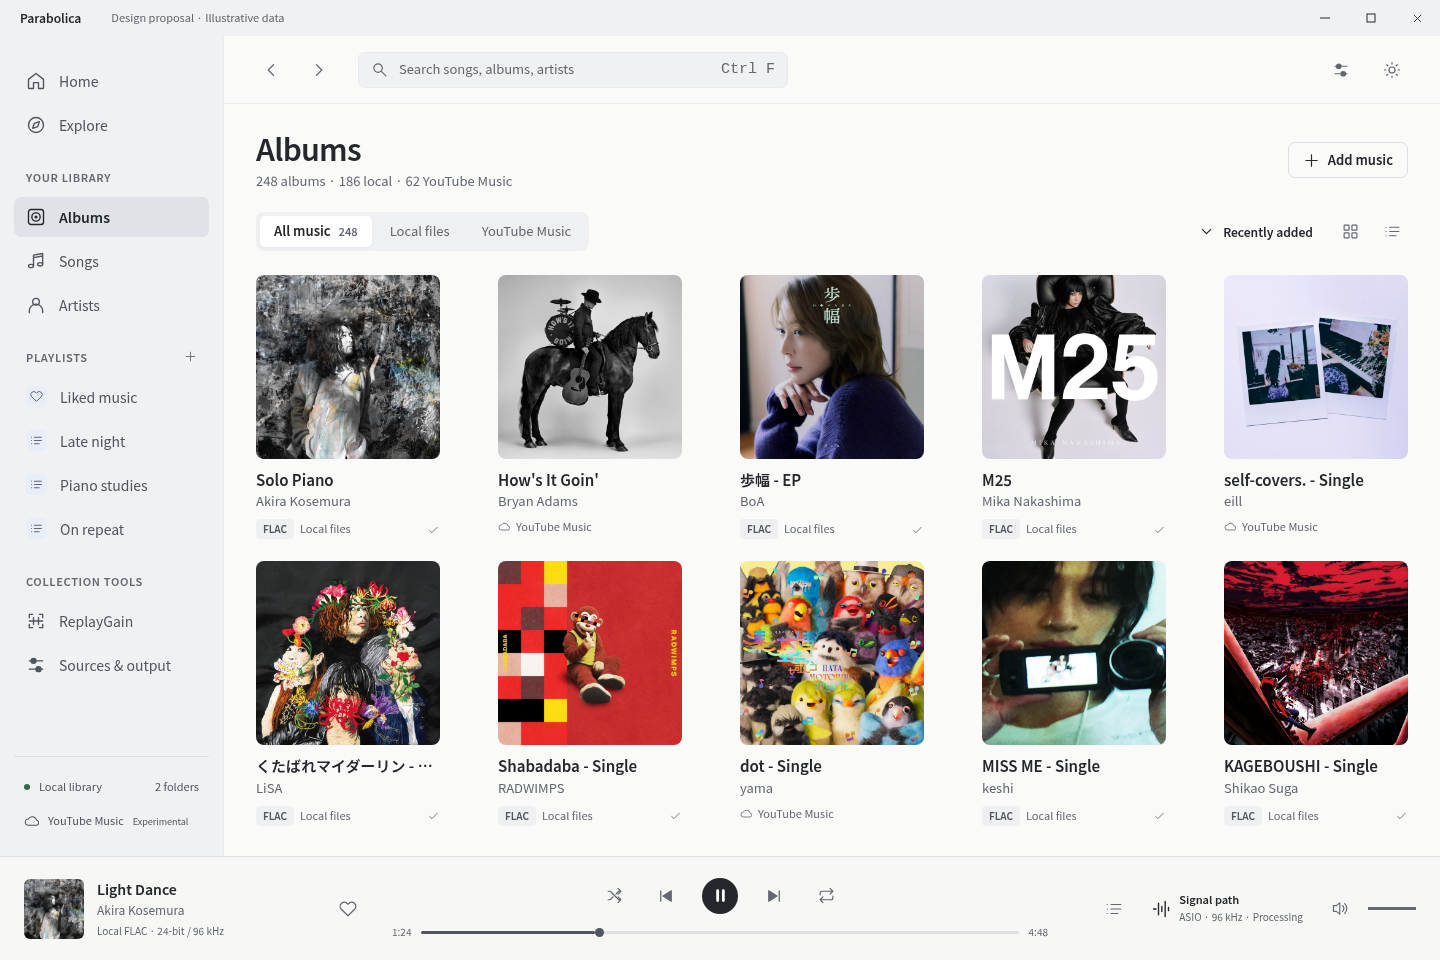 Parabolica
Design proposal · Illustrative data
Home
Explore
YOUR LIBRARY
Albums
Songs
Artists
PLAYLISTS
Liked music
Late night
Piano studies
On repeat
COLLECTION TOOLS
ReplayGain
Sources & output
Local library
2 folders
YouTube Music
Experimental
Search songs, albums, artists
Ctrl F
Albums
248 albums · 186 local · 62 YouTube Music
Add music
All music 248
Local files
YouTube Music
Recently added
HOW'S IT
GOIN'
歩
幅
M25
MIKA NAKASHIMA
Solo Piano
Akira Kosemura
FLAC Local files
How's It Goin'
Bryan Adams
YouTube Music
歩幅 - EP
BoA
FLAC Local files
M25
Mika Nakashima
FLAC Local files
self-covers. - Single
eill
YouTube Music
RADWIMPS
くたばれマイダーリン - …
LiSA
FLAC Local files
Shabadaba - Single
RADWIMPS
FLAC Local files
dot - Single
yama
YouTube Music
MISS ME - Single
keshi
FLAC Local files
KAGEBOUSHI - Single
Shikao Suga
FLAC Local files
Light Dance
Akira Kosemura
Local FLAC · 24-bit / 96 kHz
1:24
4:48
Signal path
ASIO · 96 kHz · Processing